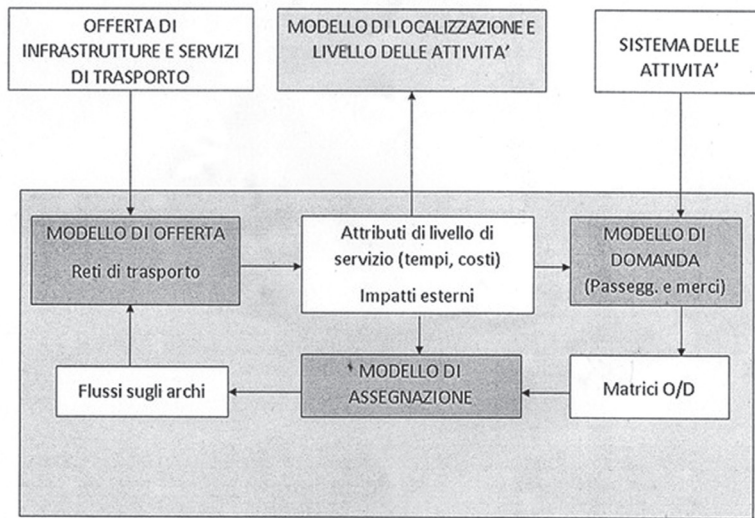 OFFERTA DI
INFRASTRUTTURE E SERVIZI
DI TRASPORTO
MODELLO DI LOCALIZZAZIONE E
LIVELLO DELLE ATTIVITA’
SISTEMA DELLE
ATTIVITA’
MODELLO DI OFFERTA
Reti di trasporto
Attributi di livello di
servizio (tempi, costi)
Impatti esterni
MODELLO DI
DOMANDA
(Passegg. e merci)
Flussi sugli archi
MODELLO DI
ASSEGNAZIONE
Matrici O/D